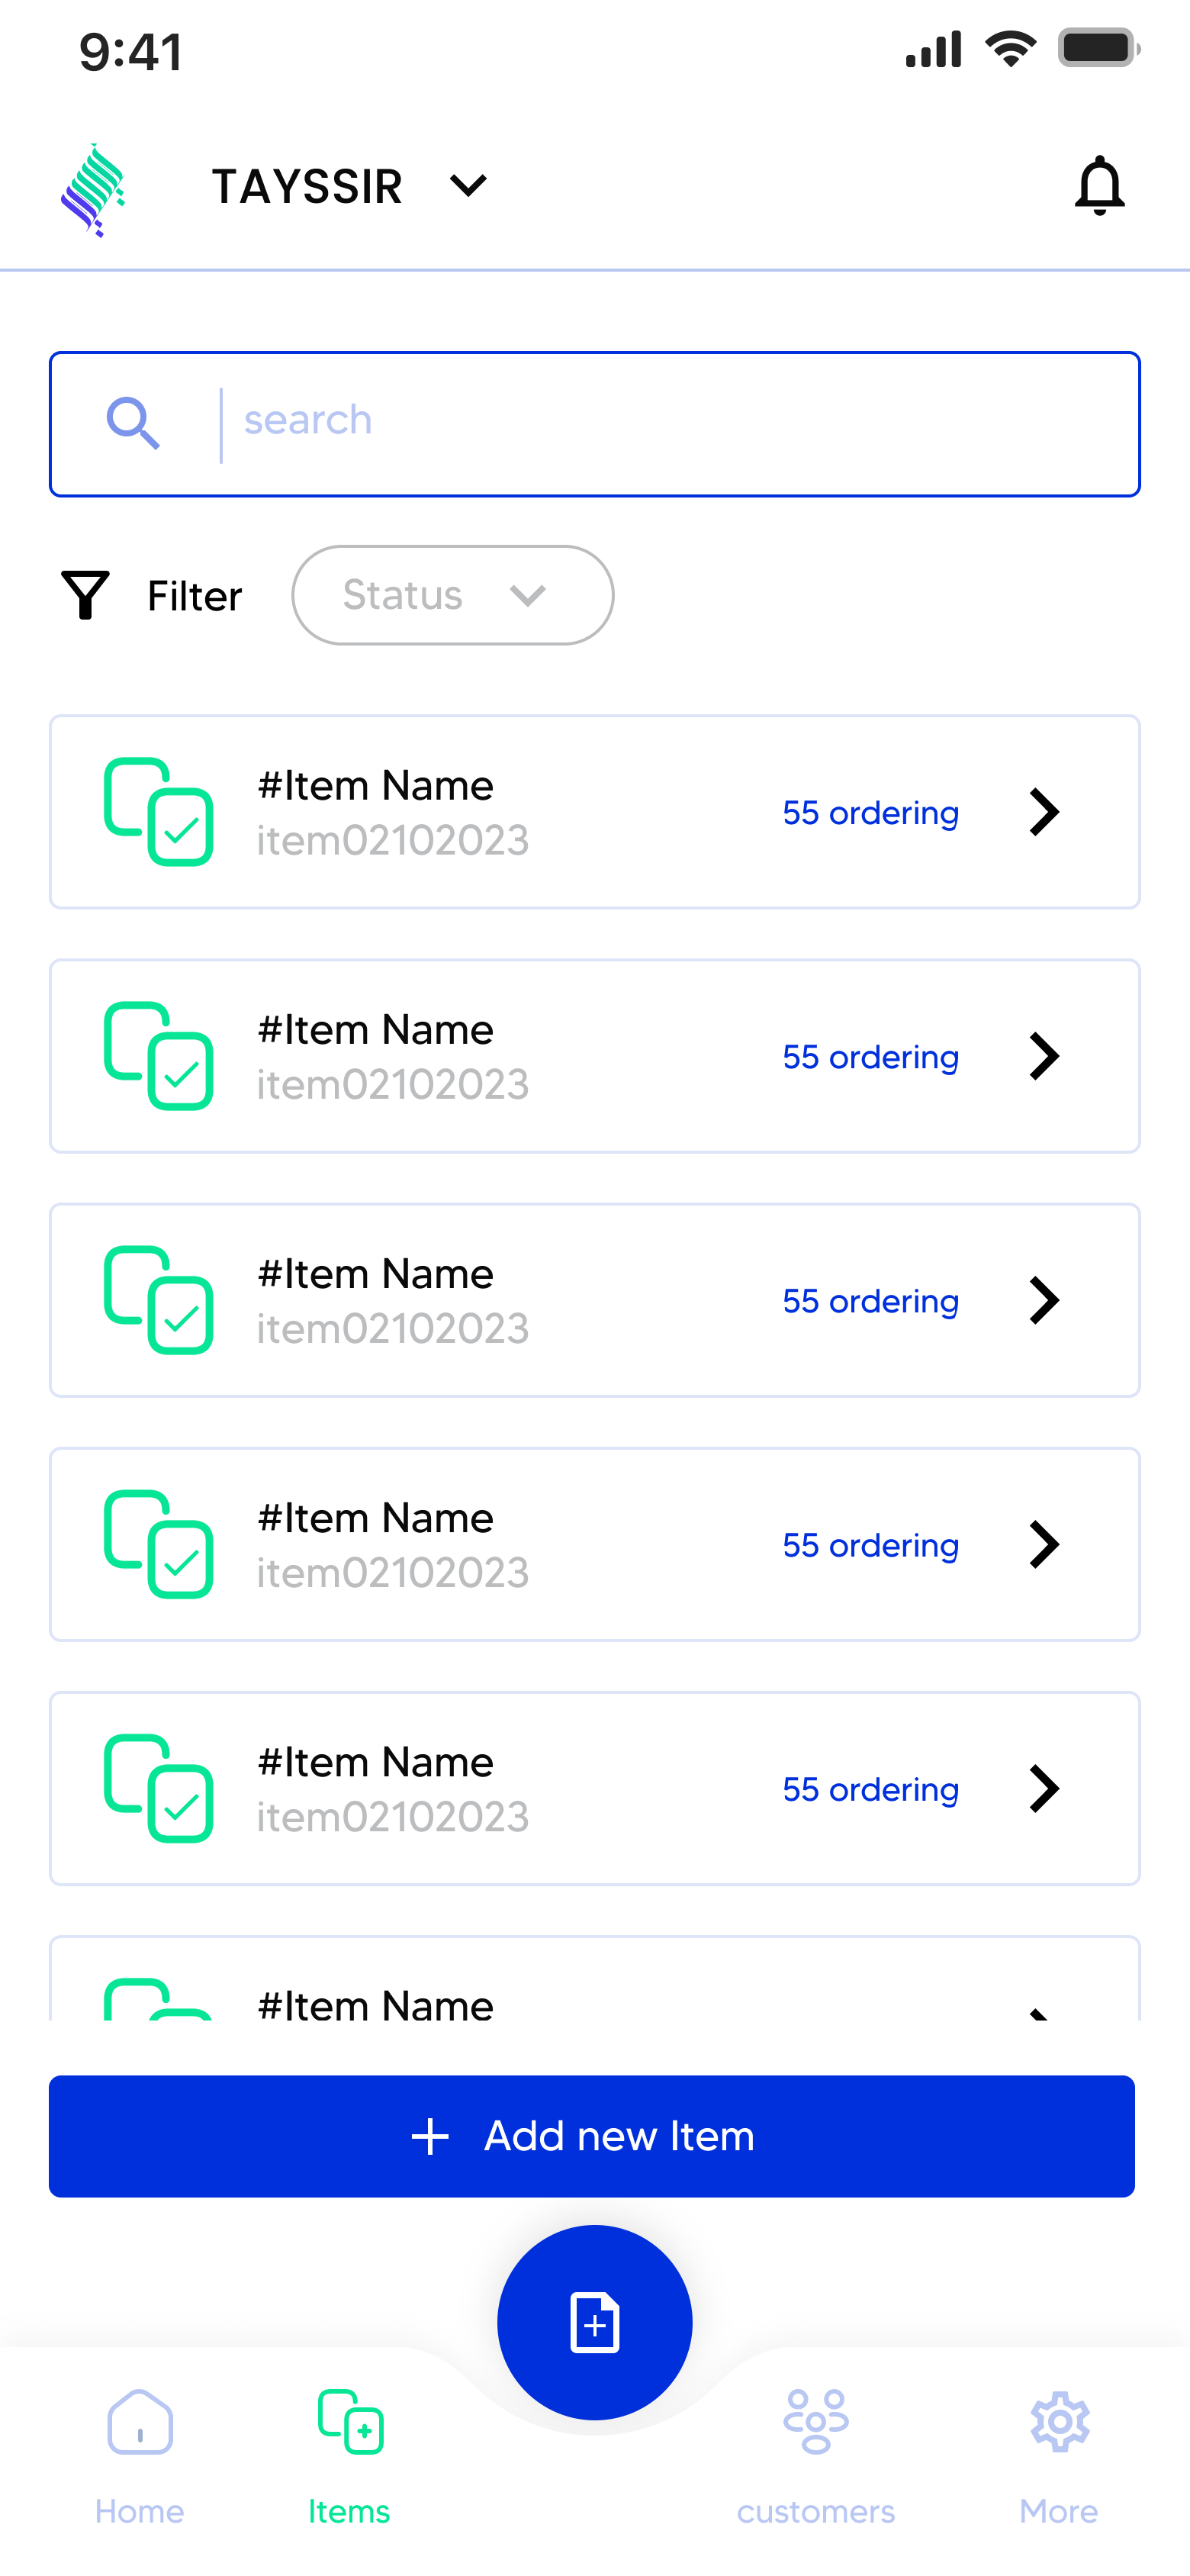 9:41
TAYSSIR
search
Filter
Status
#Item Name
item02102023
55 ordering
#Item Name
item02102023
55 ordering
#Item Name
item02102023
55 ordering
#Item Name
item02102023
55 ordering
#Item Name
item02102023
55 ordering
#Item Name
Add new Item
Home
Items
customers
More